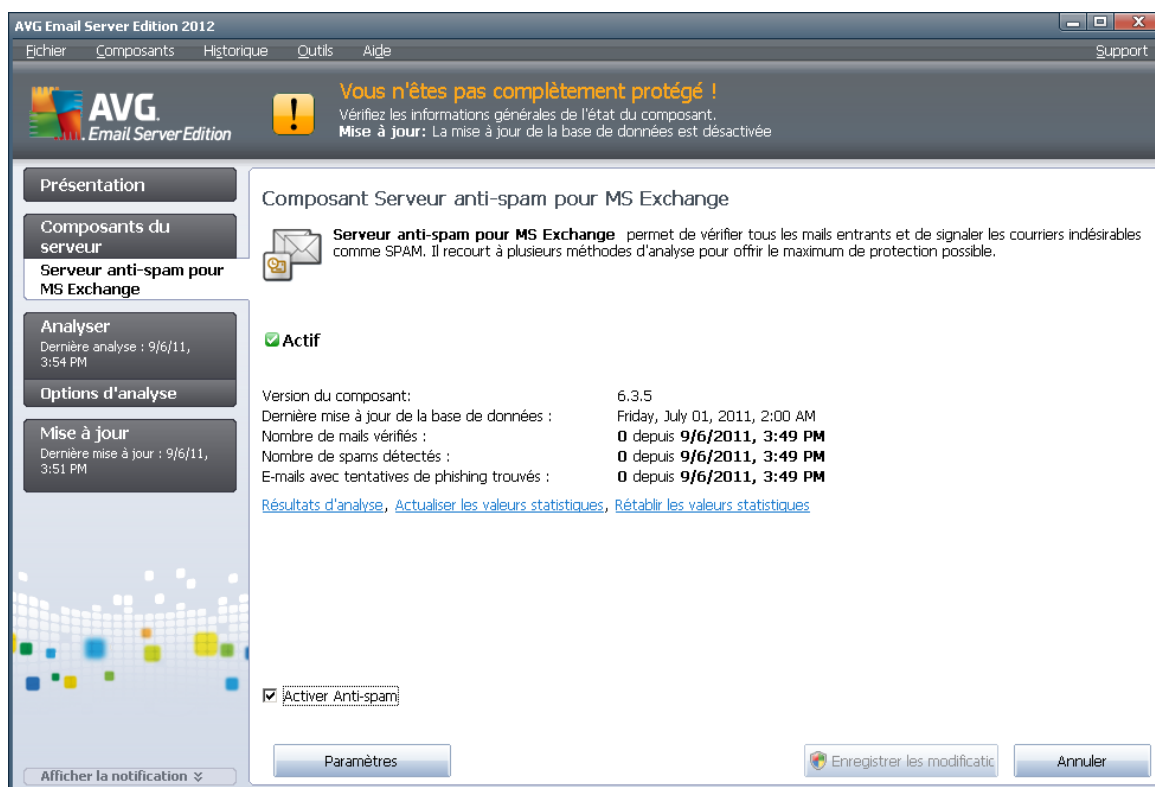 AVG Email Server Edition 2012
Fichier Composants Historique Outils Aide Support
AVG.
Email Server Edition
Vous n'êtes pas complètement protégé !
Vérifiez les informations générales de l'état du composant.
Mise à jour: La mise à jour de la base de données est désactivée
Présentation
Composants du
serveur
Serveur anti-spam pour
MS Exchange
Analyser
Dernière analyse : 9/6/11,
3:54 PM
Options d'analyse
Mise à jour
Dernière mise à jour : 9/6/11,
3:51 PM
Afficher la notification
Composant Serveur anti-spam pour MS Exchange
Serveur anti-spam pour MS Exchange permet de vérifier tous les mails entrants et de signaler les courriers indésirables
comme SPAM. Il recourt à plusieurs méthodes d'analyse pour offrir le maximum de protection possible.
Actif
Version du composant: 6.3.5
Dernière mise à jour de la base de données : Friday, July 01, 2011, 2:00 AM
Nombre de mails vérifiés : 0 depuis 9/6/2011, 3:49 PM
Nombre de spams détectés : 0 depuis 9/6/2011, 3:49 PM
E-mails avec tentatives de phishing trouvés : 0 depuis 9/6/2011, 3:49 PM
Résultats d'analyse, Actualiser les valeurs statistiques, Rétablir les valeurs statistiques
Activer Anti-spam
Paramètres Enregistrer les modificatic Annuler